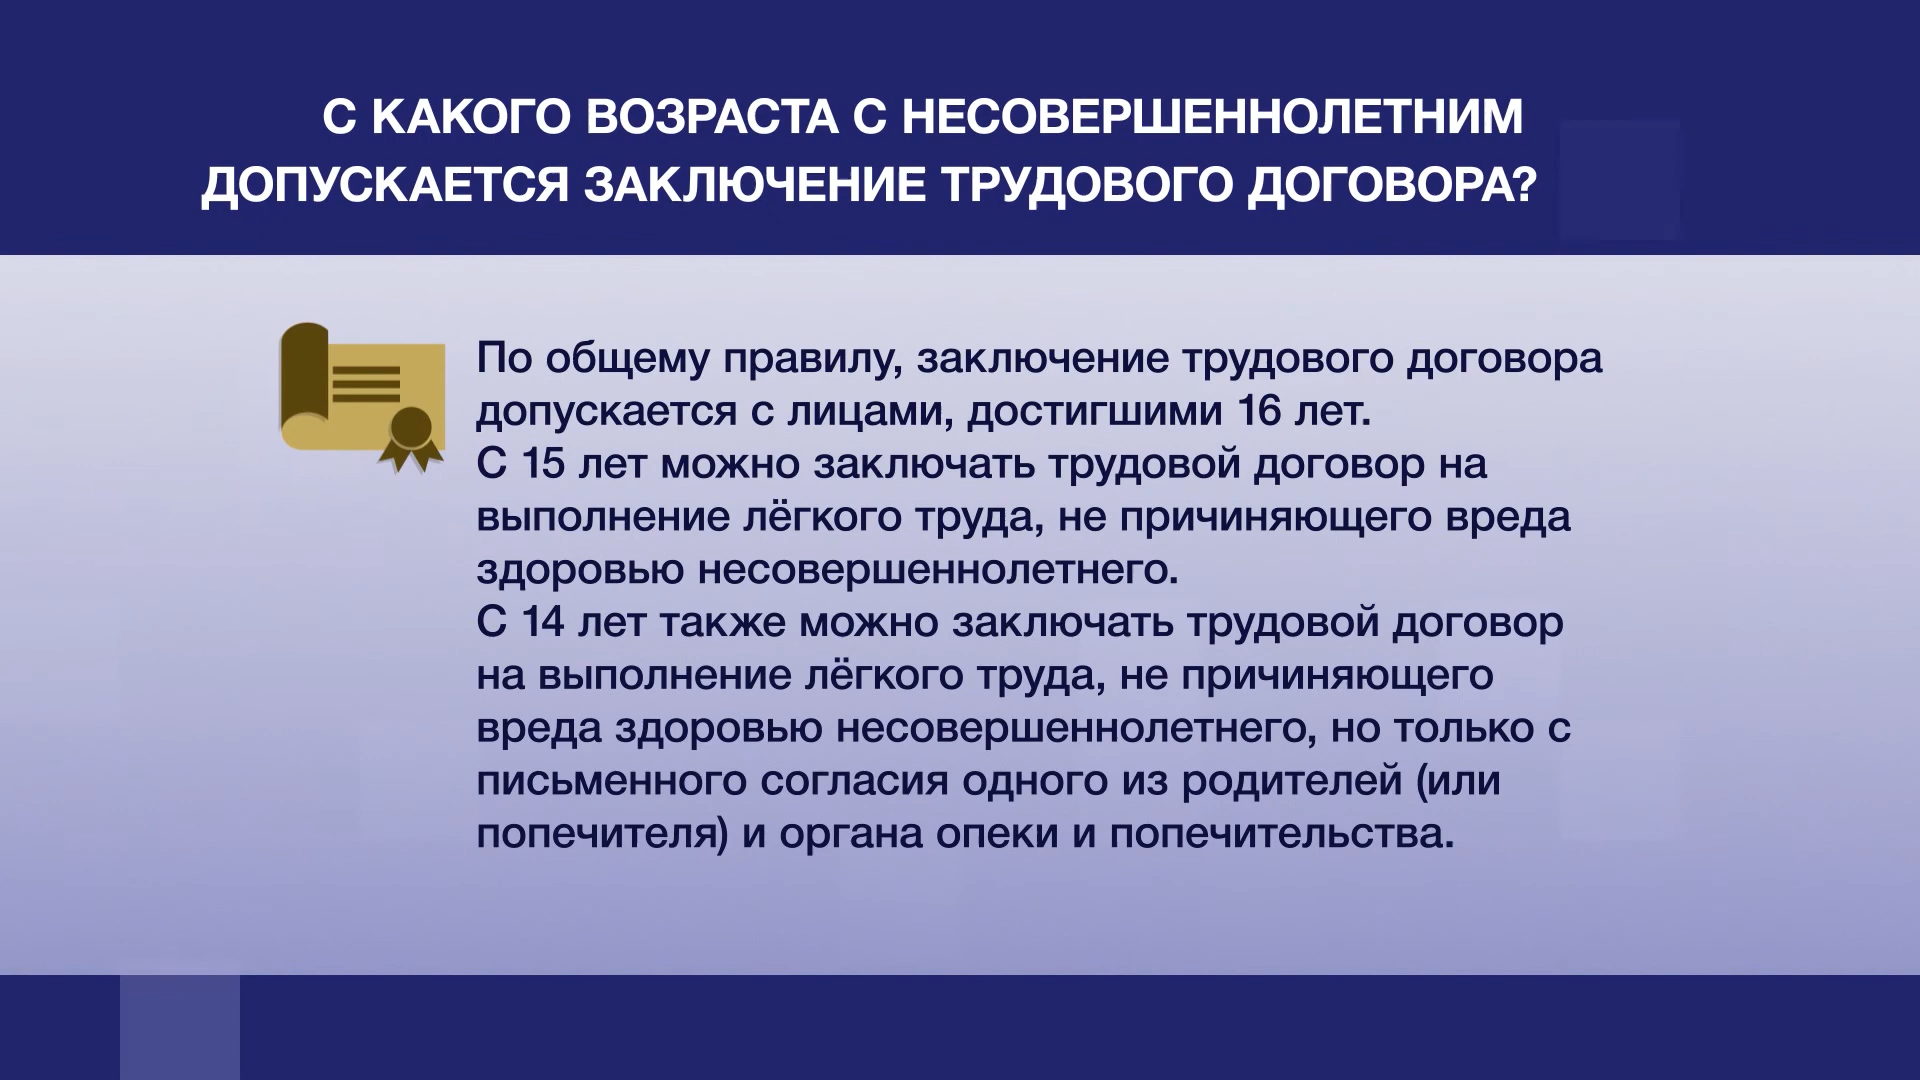 С КАКОГО ВОЗРАСТА С НЕСОВЕРШЕННОЛЕТНИМ
ДОПУСКАЕТСЯ ЗАКЛЮЧЕНИЕ ТРУДОВОГО ДОГОВОРА?
По общему правилу, заключение трудового договора
допускается с лицами, достигшими 16 лет.
С 15 лет можно заключать трудовой договор на
выполнение лёгкого труда, не причиняющего вреда
здоровью несовершеннолетнего.
С 14 лет также можно заключать трудовой договор
на выполнение лёгкого труда, не причиняющего
вреда здоровью несовершеннолетнего, но только с
письменного согласия одного из родителей (или
попечителя) и органа опеки и попечительства.